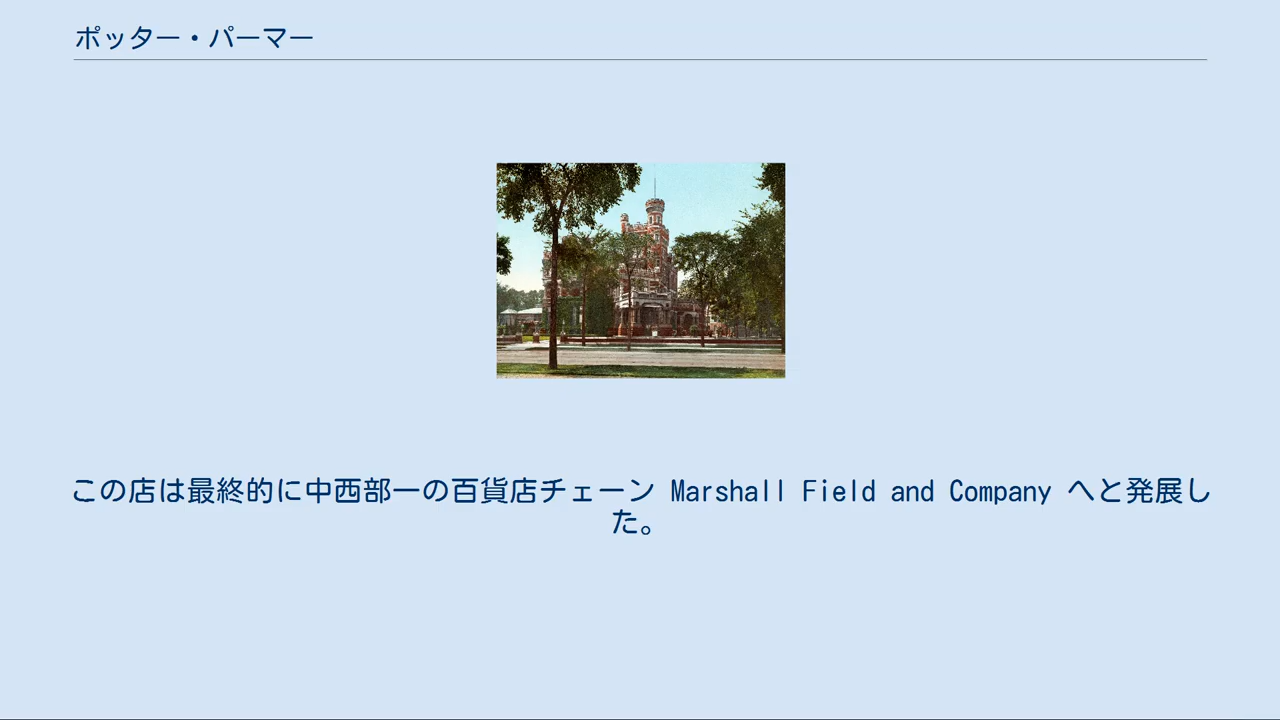 ポッター・パーマー
この店は最終的に中西部一の百貨店チェーン Marshall Field and Company へと発展し
た。